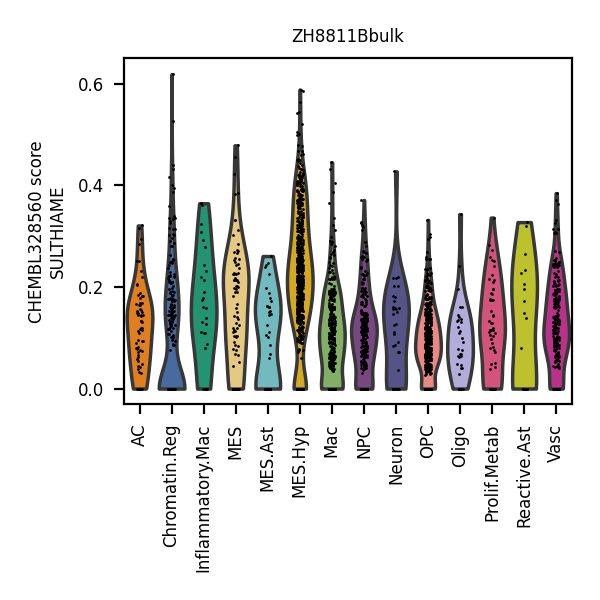 ZH8811Bbulk
CHEMBL328560 score
SULTHIAME
0.6
0.4
0.2
0.0
AC
Chromatin.Reg
Inflammatory.Mac
MES
MES.Ast
MES.Hyp
Mac
NPC
Neuron
OPC
Oligo
Prolif.Metab
Reactive.Ast
Vasc